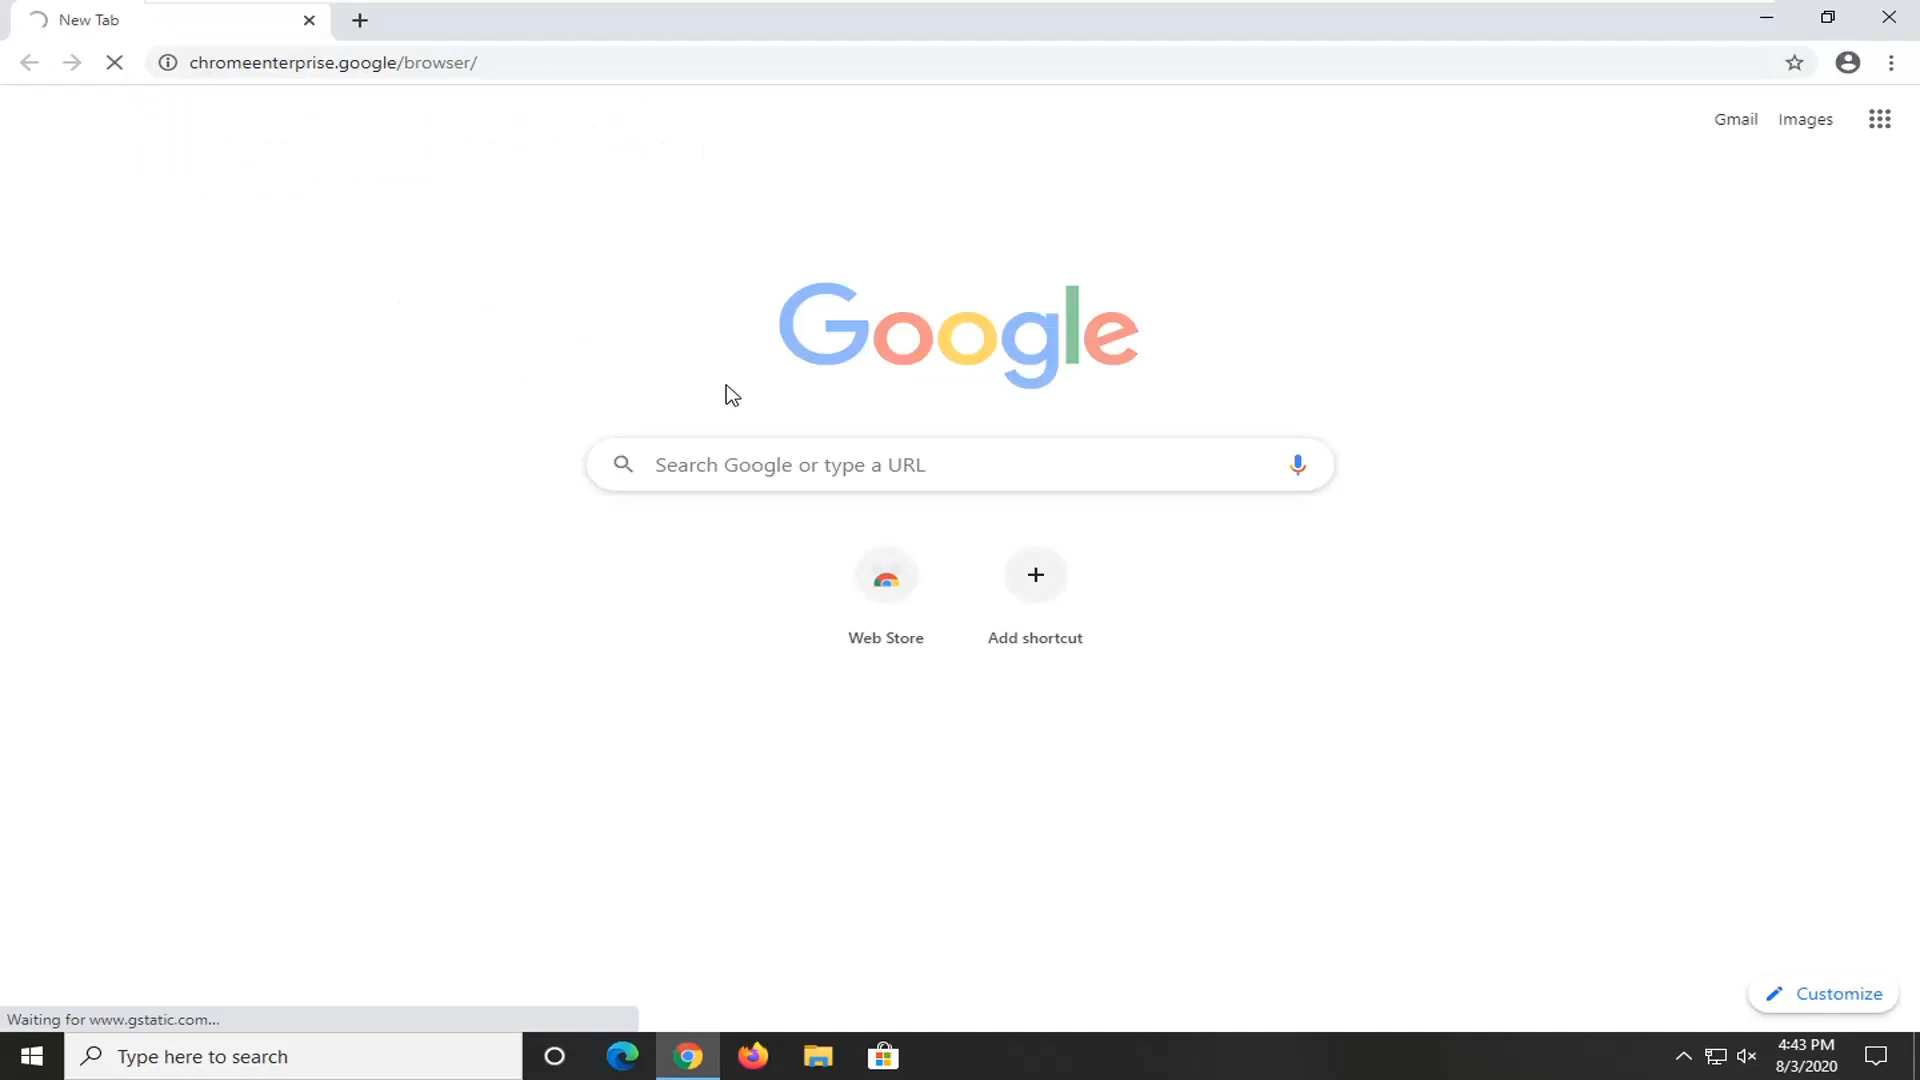 New Tab
chromeenterprise.google/browser/
Gmail Images
Google
Search Google or type a URL
Web Store Add shortcut
Customize
Waiting for www.gstatic.com...
Type here to search
4:43 PM
8/3/2020